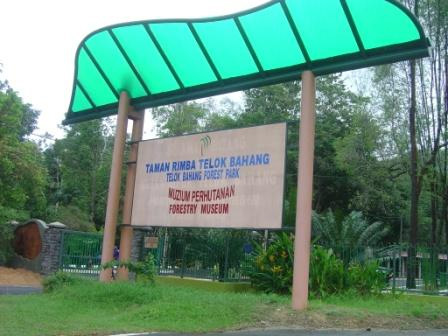 TAMAN RIMBA TELOK BAHANG
TELOK BAHANG FOREST PARK
MUZIUM PERHUTANAN
FORESTRY MUSEUM